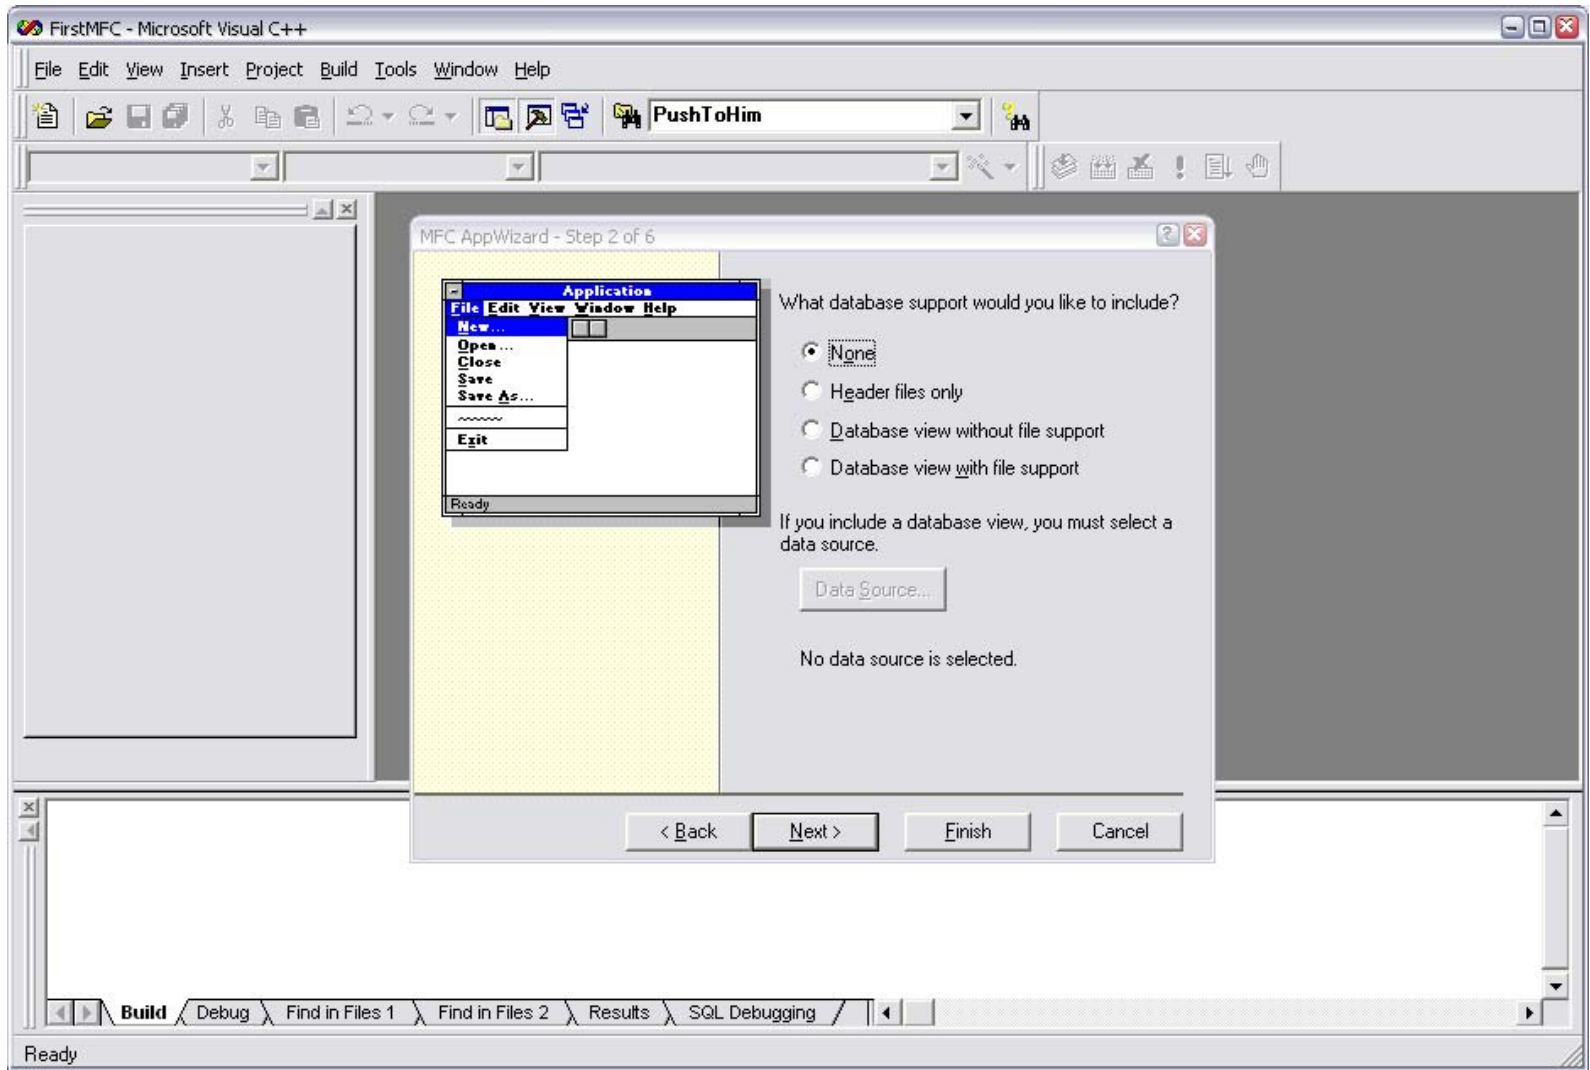 FirstMFC - Microsoft Visual C++
File Edit View Insert Project Build Tools Window Help
PushToHim
MFC AppWizard - Step 2 of 6
Application
File Edit View Window Help
New...
Open...
Close
Save
Save As...
Exit
Ready
What database support would you like to include?
None
Header files only
Database view without file support
Database view with file support
If you include a database view, you must select a
data source.
Data Source...
No data source is selected.
< Back Next > Finish Cancel
Build Debug Find in Files 1 Find in Files 2 Results SQL Debugging
Ready